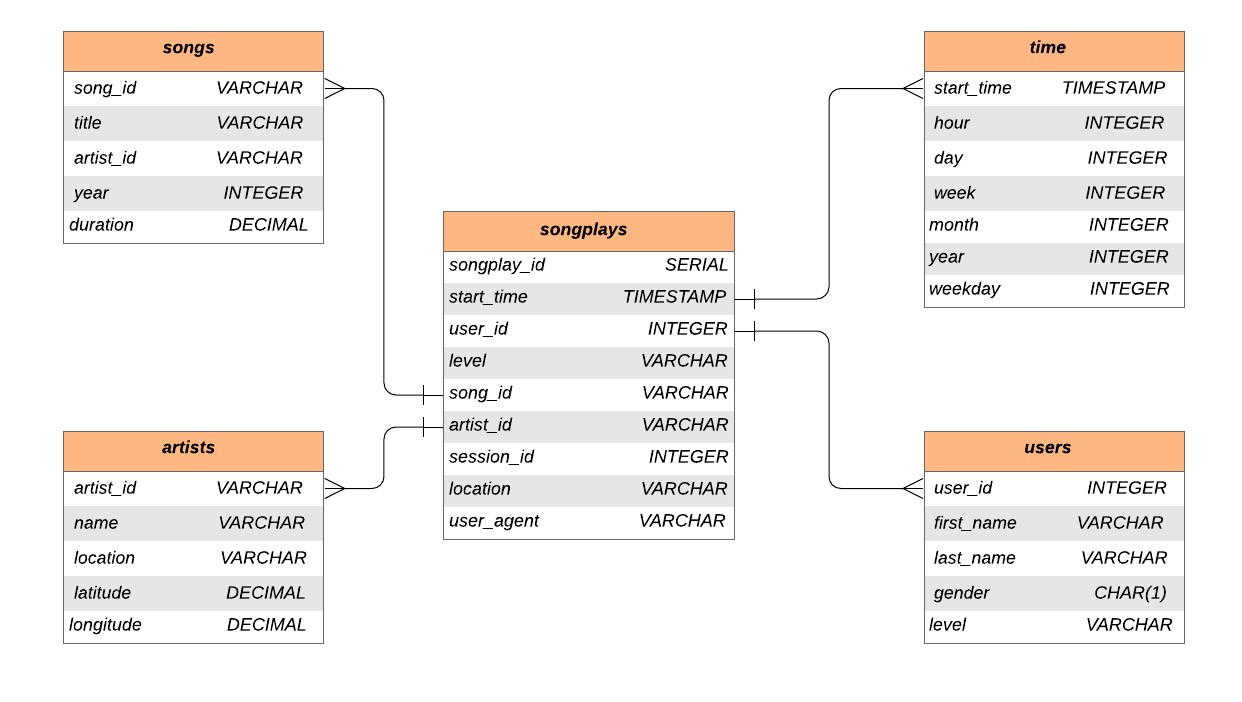 songs
song_id VARCHAR
title VARCHAR
artist_id VARCHAR
year INTEGER
duration DECIMAL
time
start_time TIMESTAMP
hour INTEGER
day INTEGER
week INTEGER
month INTEGER
year INTEGER
weekday INTEGER
songplays
songplay_id SERIAL
start_time TIMESTAMP
user_id INTEGER
level VARCHAR
song_id VARCHAR
artist_id VARCHAR
session_id INTEGER
location VARCHAR
user_agent VARCHAR
artists
artist_id VARCHAR
name VARCHAR
location VARCHAR
latitude DECIMAL
longitude DECIMAL
users
user_id INTEGER
first_name VARCHAR
last_name VARCHAR
gender CHAR(1)
level VARCHAR